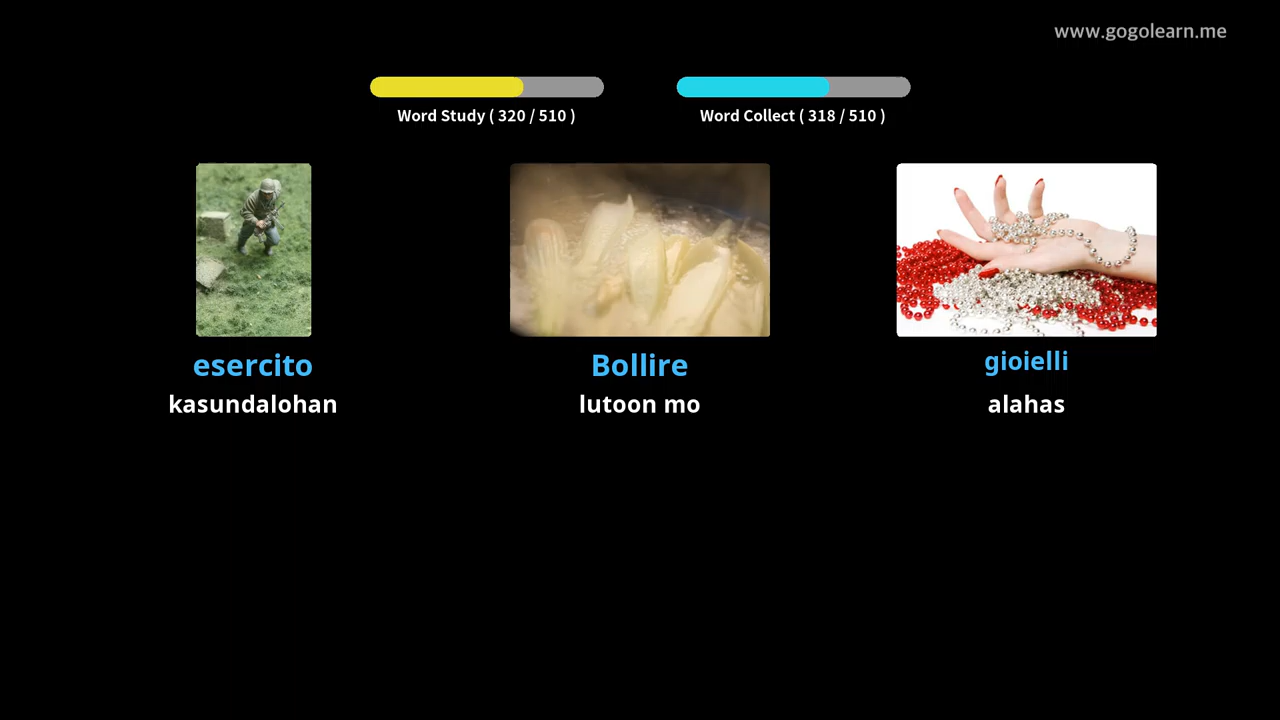 www.gogolearn.me
Word Study ( 320 / 510 )
Word Collect ( 318 / 510 )
esercito
Bollire
gioielli
kasundalohan
lutoon mo
alahas